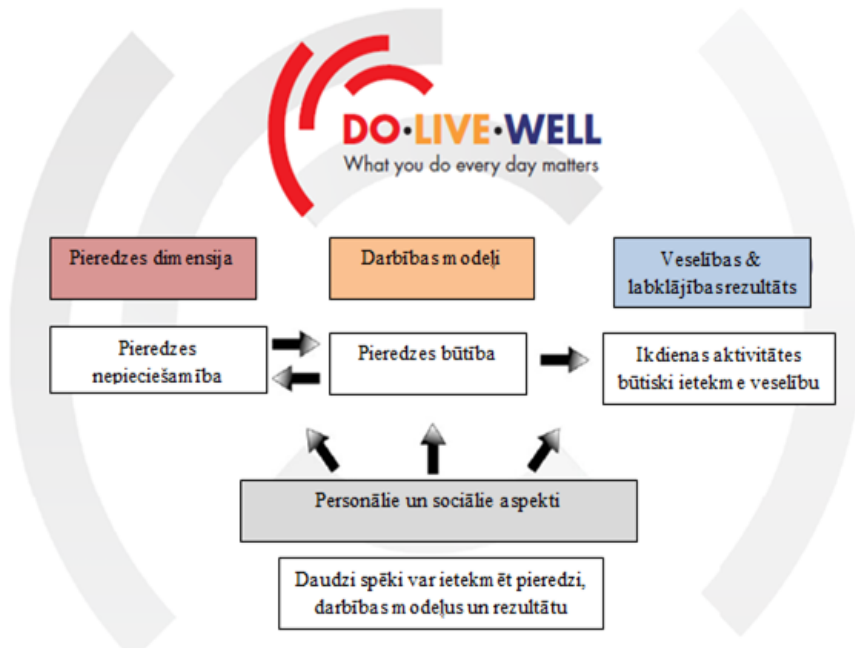 DO·LIVE·WELL
What you do every day matters
Pieredzes dimensija
Darbības modeļi
Veselības &
labklājības rezultāts
Pieredzes
nepieciešamība
Pieredzes būtība
Ikdienas aktivitātes
būtiski ietekme veselību
Personālie un sociālie aspekti
Daudzi spēki var ietekmēt pieredzi,
darbības modeļus un rezultātu